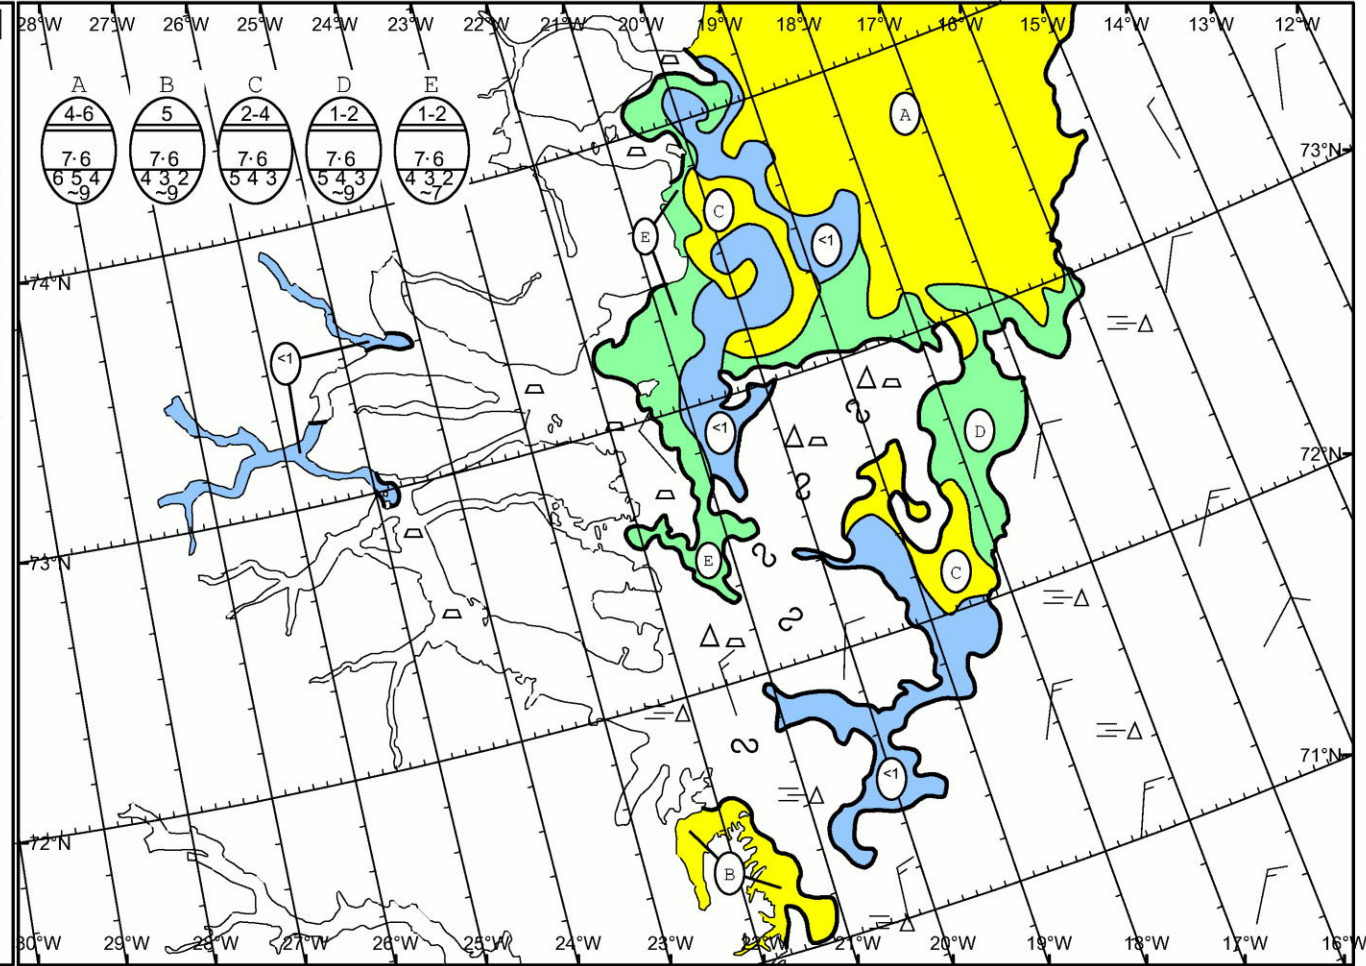 28°W 27°W 26°W 25°W 24°W 23°W 22°W 21°W 20°W 19°W 18°W 17°W 16°W 15°W 14°W 13°W 12°W
A B C D E
4-6 5 2-4 1-2 1-2
7·6 7·6 7·6 7·6 7·6
6 5 4 4 3 2 5 4 3 5 4 3 4 3 2
~9 ~9 ~9 ~7
A
73°N
C
E
<1
74°N
<1
<1
D
72°N
73°N
E
C
71°N
<1
72°N
B
30°W 29°W 28°W 27°W 26°W 25°W 24°W 23°W 22°W 21°W 20°W 19°W 18°W 17°W 16°W